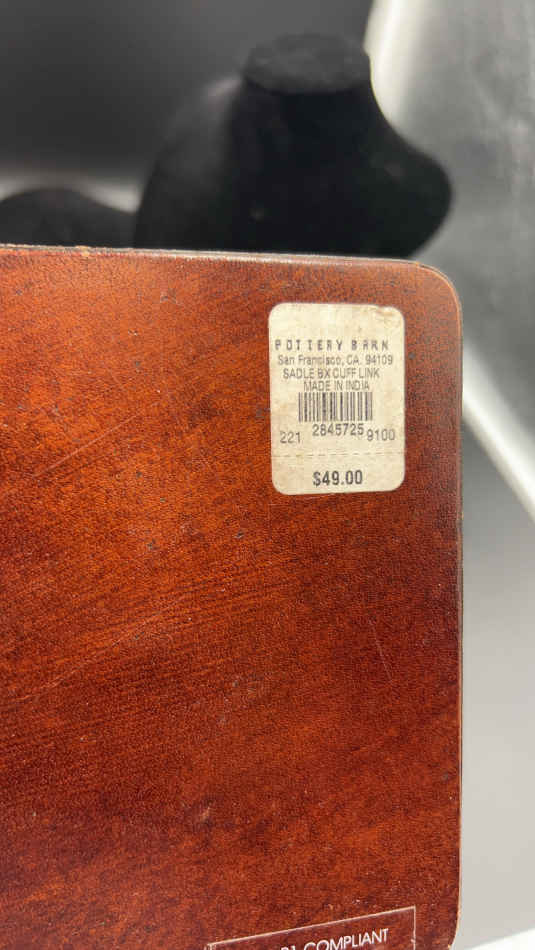 POTTERY BARN
San Francisco, CA. 94109
SADLE BX CUFF LINK
MADE IN INDIA
221 2845725 9100
$49.00
COMPLIANT